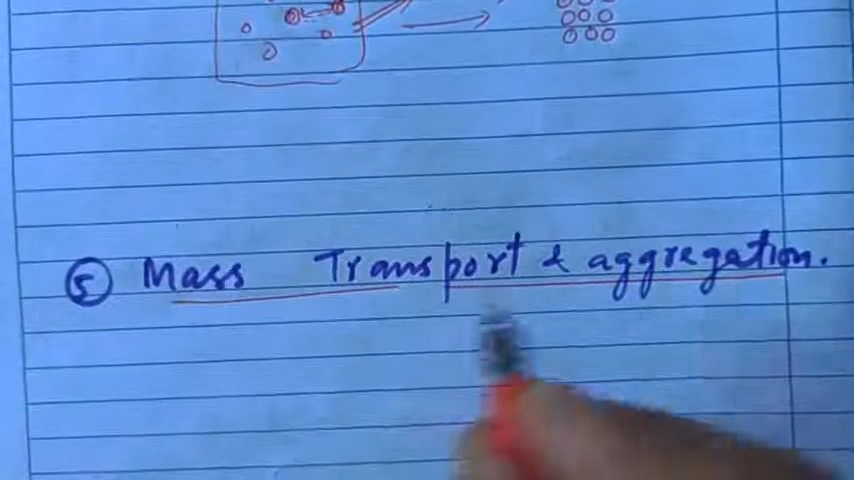 ⑤ Mass Transport & aggregation.